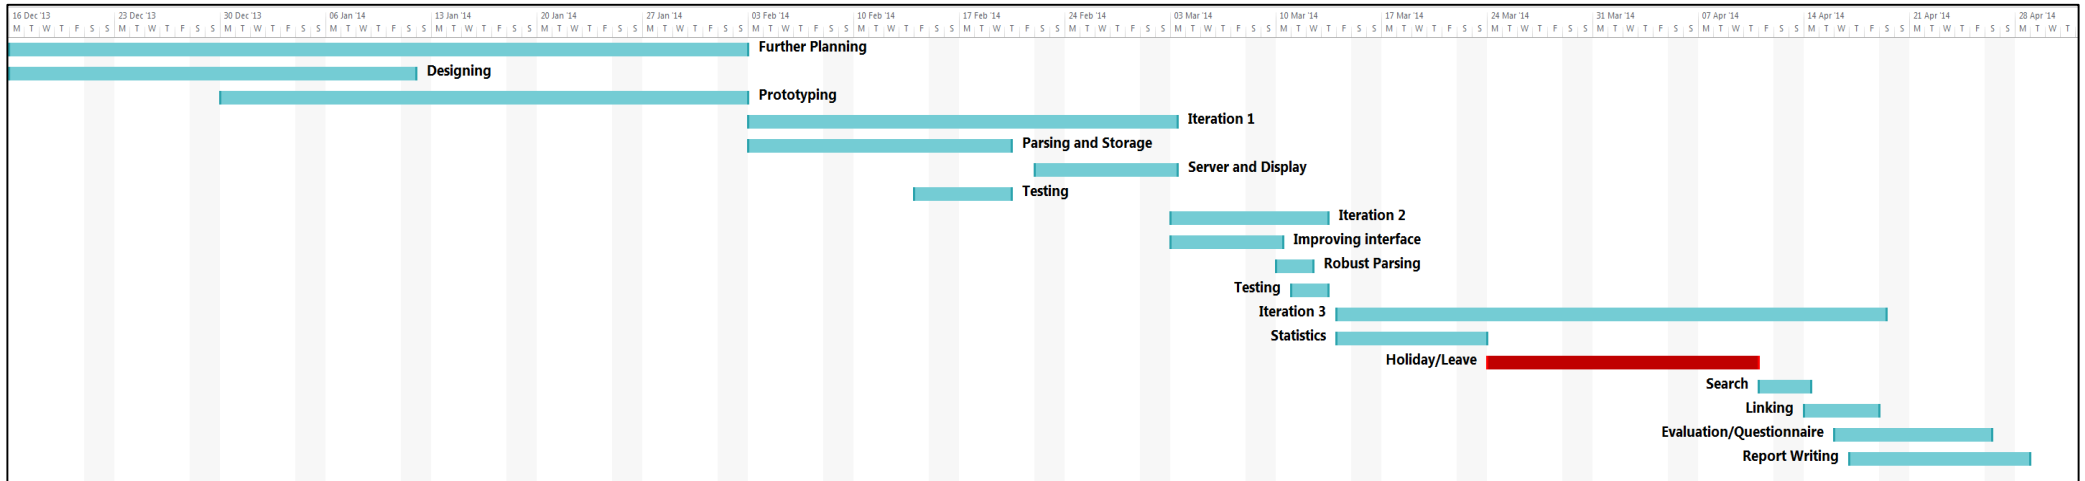 16 Dec '13 23 Dec '13 30 Dec '13 06 Jan '14 13 Jan '14 20 Jan '14 27 Jan '14 03 Feb '14 10 Feb '14 17 Feb '14 24 Feb '14 03 Mar '14 10 Mar '14 17 Mar '14 24 Mar '14 31 Mar '14 07 Apr '14 14 Apr '14 21 Apr '14 28 Apr '14
M T W T F S S M T W T F S S M T W T F S S M T W T F S S M T W T F S S M T W T F S S M T W T F S S M T W T F S S M T W T F S S M T W T F S S M T W T F S S M T W T F S S M T W T F S S M T W T F S S M T W T F S S M T W T F S S M T W T F S S M T W T F S S M T W T F S S M T W T
Further Planning
Designing
Prototyping
Iteration 1
Parsing and Storage
Server and Display
Testing
Iteration 2
Improving interface
Robust Parsing
Testing
Iteration 3
Statistics
Holiday/Leave
Search
Linking
Evaluation/Questionnaire
Report Writing